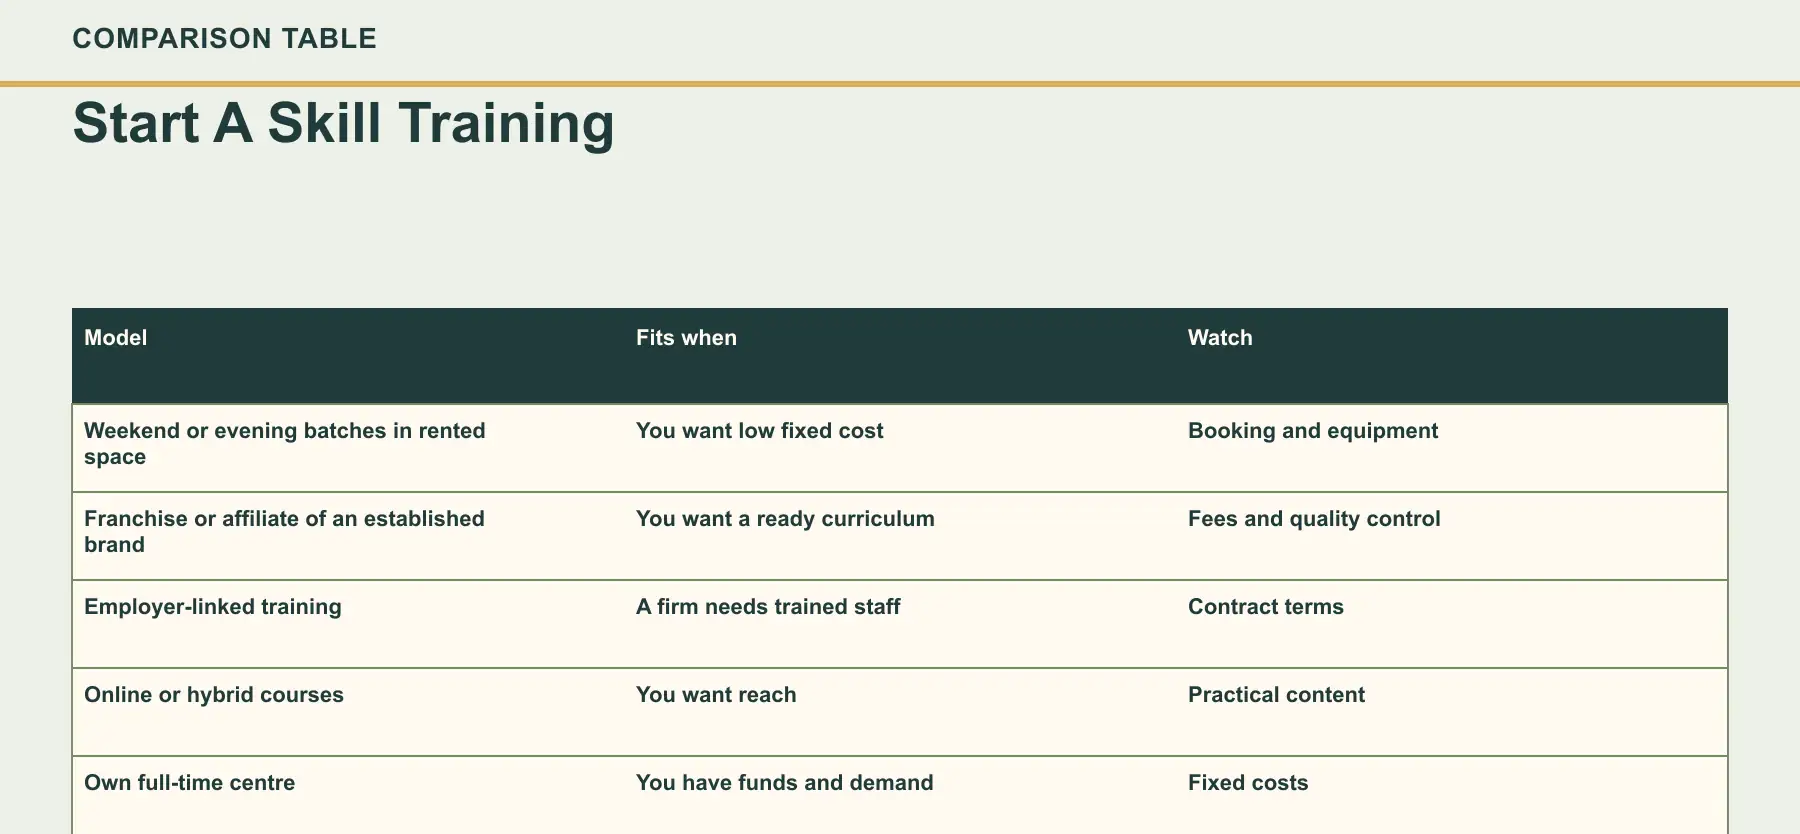 COMPARISON TABLE
Start A Skill Training
Model Fits when Watch
Weekend or evening batches in rented You want low fixed cost Booking and equipment
space
Franchise or affiliate of an established You want a ready curriculum Fees and quality control
brand
Employer-linked training A firm needs trained staff Contract terms
Online or hybrid courses You want reach Practical content
Own full-time centre You have funds and demand Fixed costs